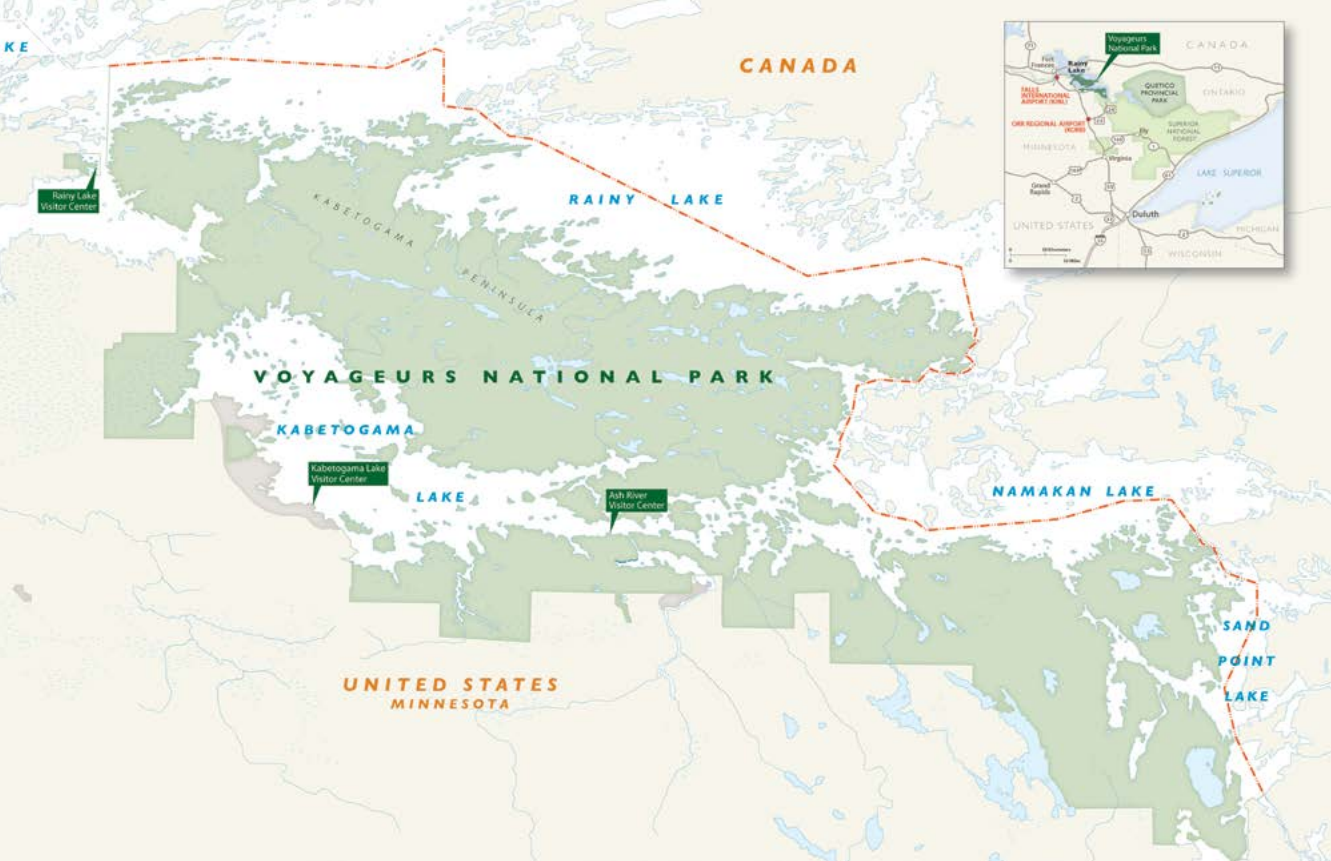 KE
CANADA
RAINY LAKE
Rainy Lake
Visitor Center
KABETOGAMA
PENINSULA
VOYAGEURS NATIONAL PARK
KABETOGAMA
LAKE
Kabetogama Lake
Visitor Center
Ash River
Visitor Center
NAMAKAN LAKE
SAND
POINT
LAKE
UNITED STATES
MINNESOTA
Voyageurs
National Park
CANADA
Fort
Frances
Rainy
Lake
FALLS
INTERNATIONAL
AIRPORT (KINL)
QUETICO
PROVINCIAL
PARK
ONTARIO
ORR REGIONAL AIRPORT
Ely
SUPERIOR
NATIONAL
FOREST
MINNESOTA
Virginia
LAKE SUPERIOR
Grand
Rapids
Duluth
UNITED STATES
MICHIGAN
WISCONSIN